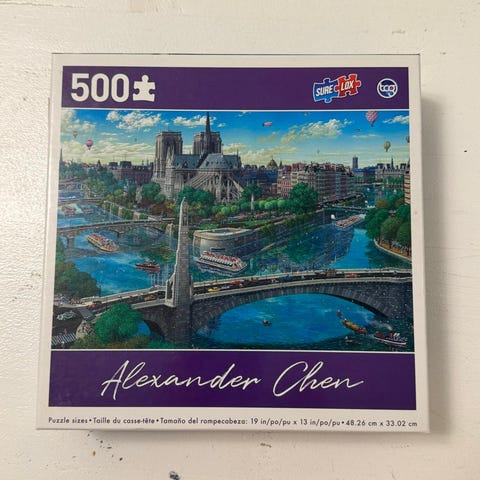 500
SURE LOX
tcg
Alexander Chen
Puzzle sizes • Taille du casse-tête • Tamaño del rompecabeza: 19 in/po/pu x 13 in/po/pu • 48.26 cm x 33.02 cm